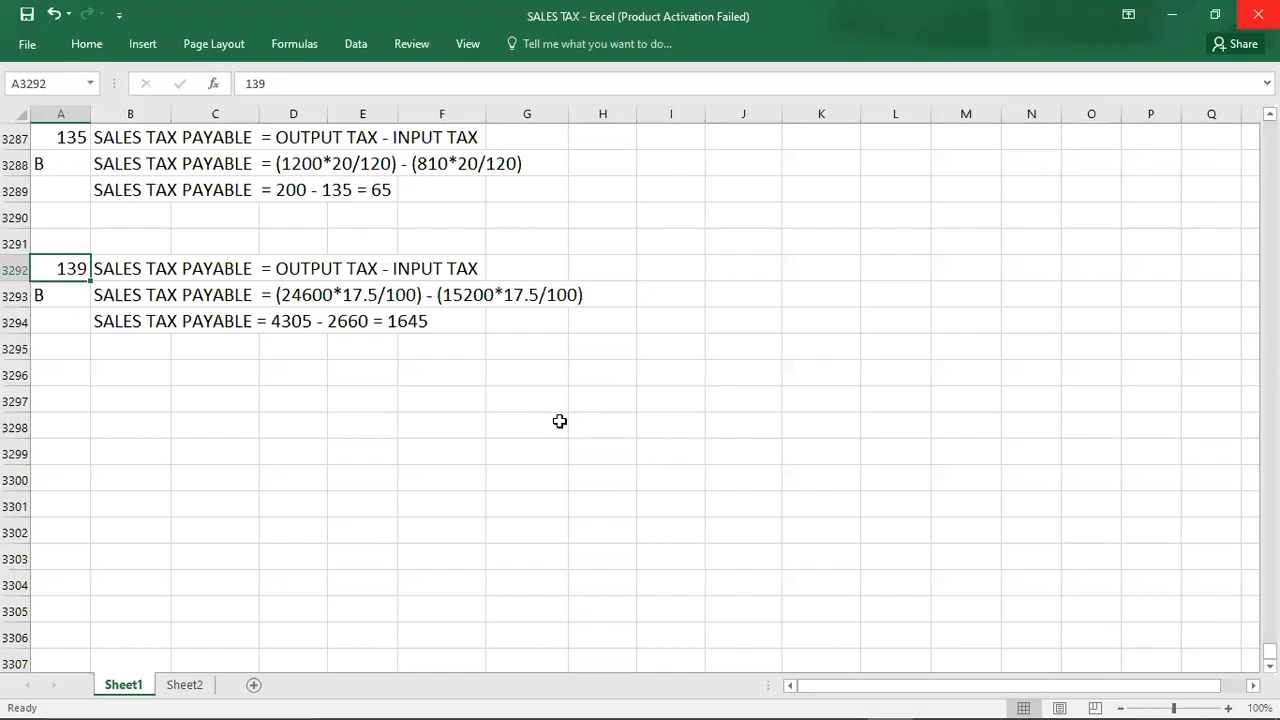 SALES TAX - Excel (Product Activation Failed)
File Home Insert Page Layout Formulas Data Review View Tell me what you want to do... Share
A3292 fx 139
A B C D E F G H I J K L M N O P Q
3287 135 SALES TAX PAYABLE = OUTPUT TAX - INPUT TAX
3288 B SALES TAX PAYABLE = (1200*20/120) - (810*20/120)
3289 SALES TAX PAYABLE = 200 - 135 = 65
3290
3291
3292 139 SALES TAX PAYABLE = OUTPUT TAX - INPUT TAX
3293 B SALES TAX PAYABLE = (24600*17.5/100) - (15200*17.5/100)
3294 SALES TAX PAYABLE = 4305 - 2660 = 1645
3295
3296
3297
3298
3299
3300
3301
3302
3303
3304
3305
3306
3307
Sheet1 Sheet2
Ready 100%